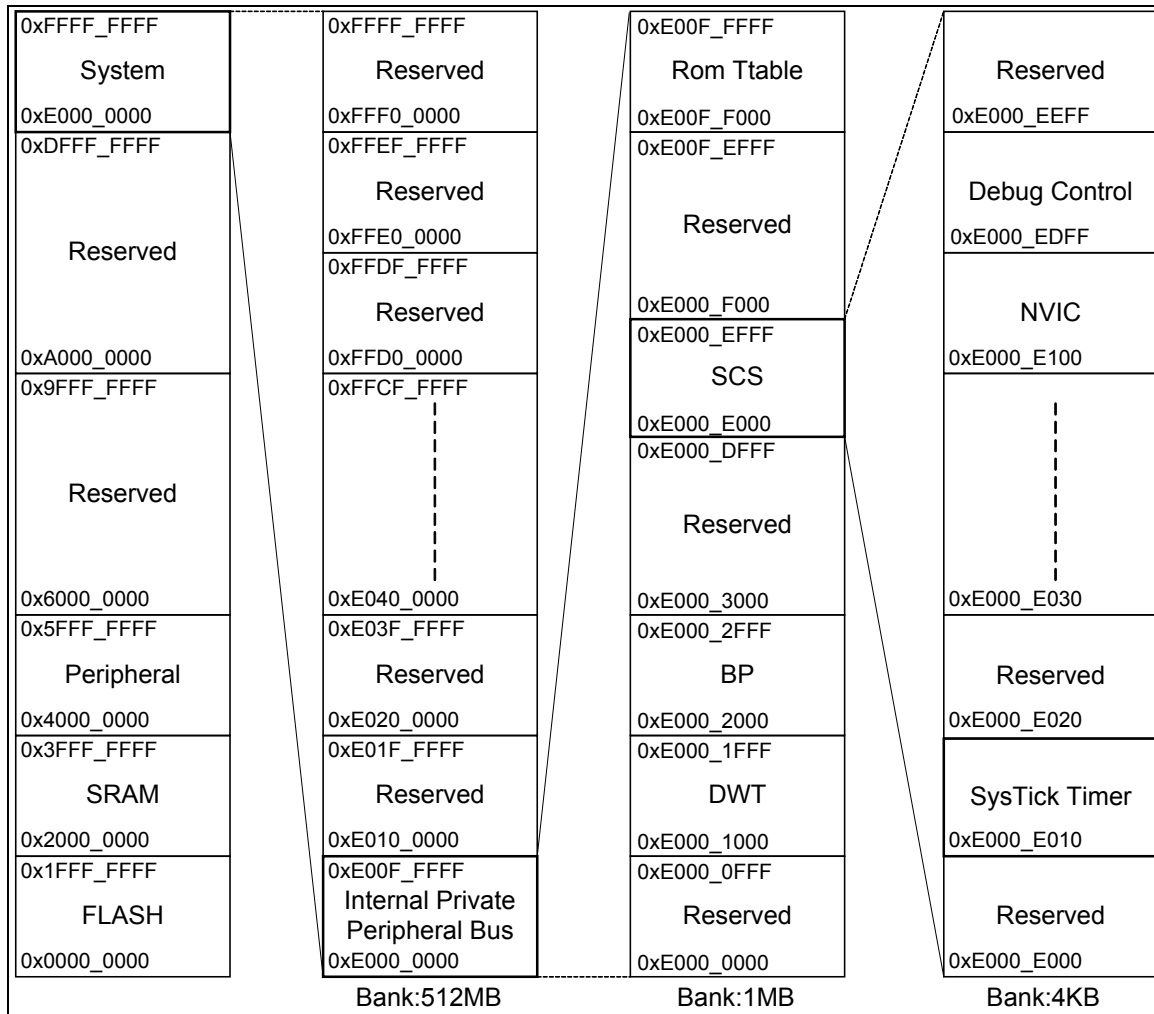 0xFFFF_FFFF
System
0xE000_0000
0xDFFF_FFFF
Reserved
0xA000_0000
0x9FFF_FFFF
Reserved
0x6000_0000
0x5FFF_FFFF
Peripheral
0x4000_0000
0x3FFF_FFFF
SRAM
0x2000_0000
0x1FFF_FFFF
FLASH
0x0000_0000
0xFFFF_FFFF
Reserved
0xFFF0_0000
0xFFEF_FFFF
Reserved
0xFFE0_0000
0xFFDF_FFFF
Reserved
0xFFD0_0000
0xFFCF_FFFF
0xE040_0000
0xE03F_FFFF
Reserved
0xE020_0000
0xE01F_FFFF
Reserved
0xE010_0000
0xE00F_FFFF
Internal Private
Peripheral Bus
0xE000_0000
Bank:512MB
0xE00F_FFFF
Rom Ttable
0xE00F_F000
0xE00F_EFFF
Reserved
0xE000_F000
0xE000_EFFF
SCS
0xE000_E000
0xE000_DFFF
Reserved
0xE000_3000
0xE000_2FFF
BP
0xE000_2000
0xE000_1FFF
DWT
0xE000_1000
0xE000_0FFF
Reserved
0xE000_0000
Bank:1MB
Reserved
0xE000_EEFF
Debug Control
0xE000_EDFF
NVIC
0xE000_E100
0xE000_E030
Reserved
0xE000_E020
SysTick Timer
0xE000_E010
Reserved
0xE000_E000
Bank:4KB